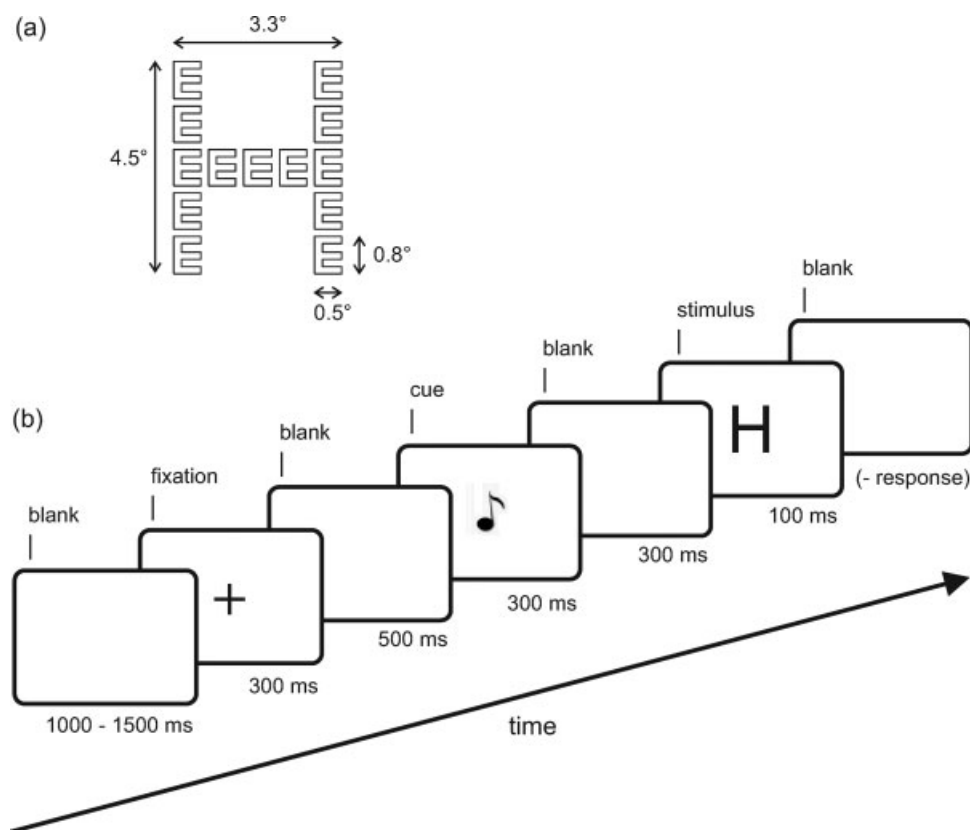 (a)
3.3°
4.5°
E E
E E
E E E E E
E E
E E
0.8°
0.5°
(b)
blank
fixation
blank
cue
blank
stimulus
blank
H
1000 - 1500 ms
300 ms
500 ms
300 ms
300 ms
100 ms
(- response)
time